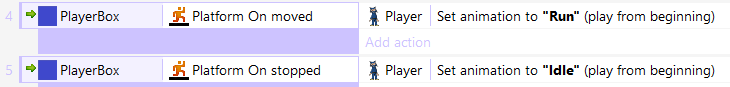 4 PlayerBox Platform On moved Player Set animation to "Run" (play from beginning)
Add action
5 PlayerBox Platform On stopped Player Set animation to "Idle" (play from beginning)